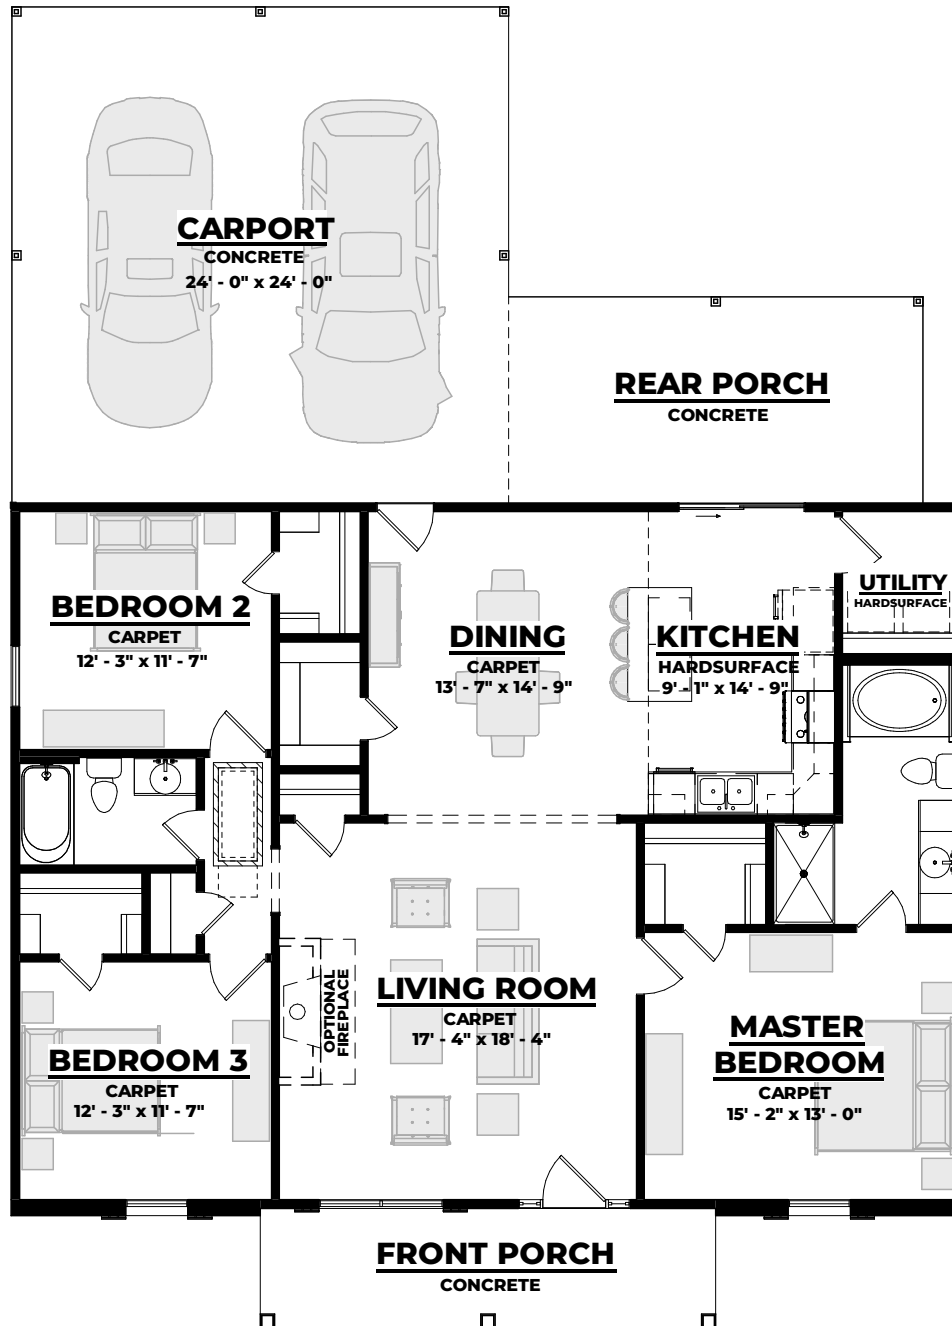 CARPORT
CONCRETE
24' - 0" x 24' - 0"
REAR PORCH
CONCRETE
BEDROOM 2
CARPET
12' - 3" x 11' - 7"
DINING
CARPET
13' - 7" x 14' - 9"
KITCHEN
HARDSURFACE
9' - 1" x 14' - 9"
UTILITY
HARDSURFACE
BEDROOM 3
CARPET
12' - 3" x 11' - 7"
OPTIONAL
FIREPLACE
LIVING ROOM
CARPET
17' - 4" x 18' - 4"
MASTER
BEDROOM
CARPET
15' - 2" x 13' - 0"
FRONT PORCH
CONCRETE